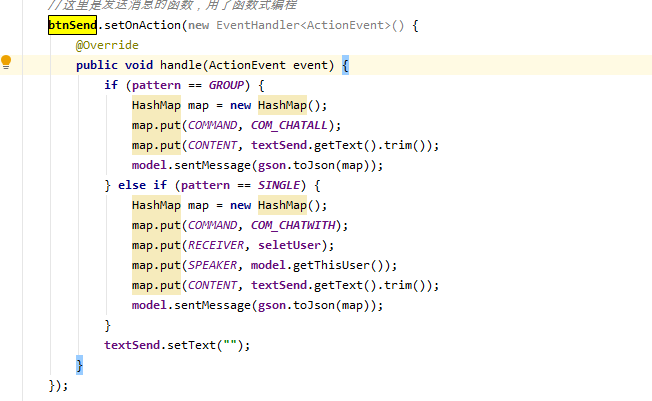 //这里是发送消息的函数，用了函数式编程
btnSend.setOnAction(new EventHandler<ActionEvent>() {
@Override
public void handle(ActionEvent event) {
if (pattern == GROUP) {
HashMap map = new HashMap();
map.put(COMMAND, COM_CHATALL);
map.put(CONTENT, textSend.getText().trim());
model.sentMessage(gson.toJson(map));
} else if (pattern == SINGLE) {
HashMap map = new HashMap();
map.put(COMMAND, COM_CHATWITH);
map.put(RECEIVER, seletUser);
map.put(SPEAKER, model.getThisUser());
map.put(CONTENT, textSend.getText().trim());
model.sentMessage(gson.toJson(map));
}
textSend.setText("");
}
});